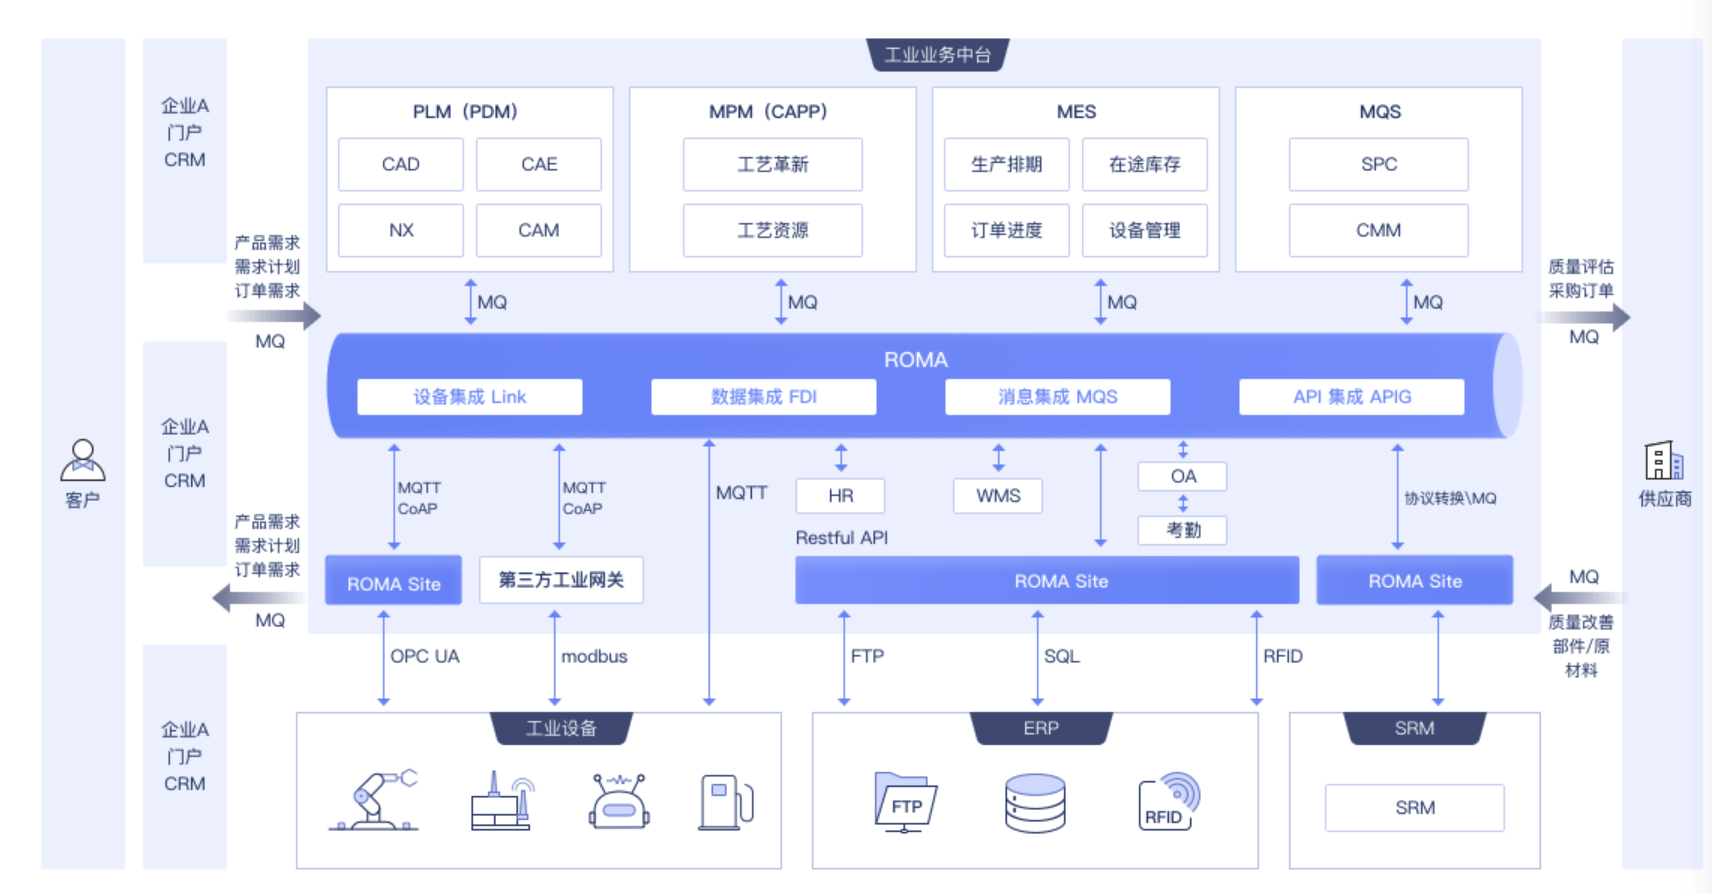 工业业务中台
企业A
门户
CRM
PLM（PDM）
CAD
CAE
NX
CAM
MPM（CAPP）
工艺革新
工艺资源
MES
生产排期
在途库存
订单进度
设备管理
MQS
SPC
CMM
产品需求
需求计划
订单需求
MQ
MQ
MQ
MQ
MQ
质量评估
采购订单
MQ
ROMA
设备集成 Link
数据集成 FDI
消息集成 MQS
API 集成 APIG
企业A
门户
CRM
客户
供应商
MQTT
CoAP
MQTT
CoAP
MQTT
HR
WMS
OA
考勤
协议转换\MQ
Restful API
产品需求
需求计划
订单需求
MQ
ROMA Site
第三方工业网关
ROMA Site
ROMA Site
MQ
质量改善
部件/原
材料
OPC UA
modbus
FTP
SQL
RFID
企业A
门户
CRM
工业设备
ERP
FTP
RFID
SRM
SRM